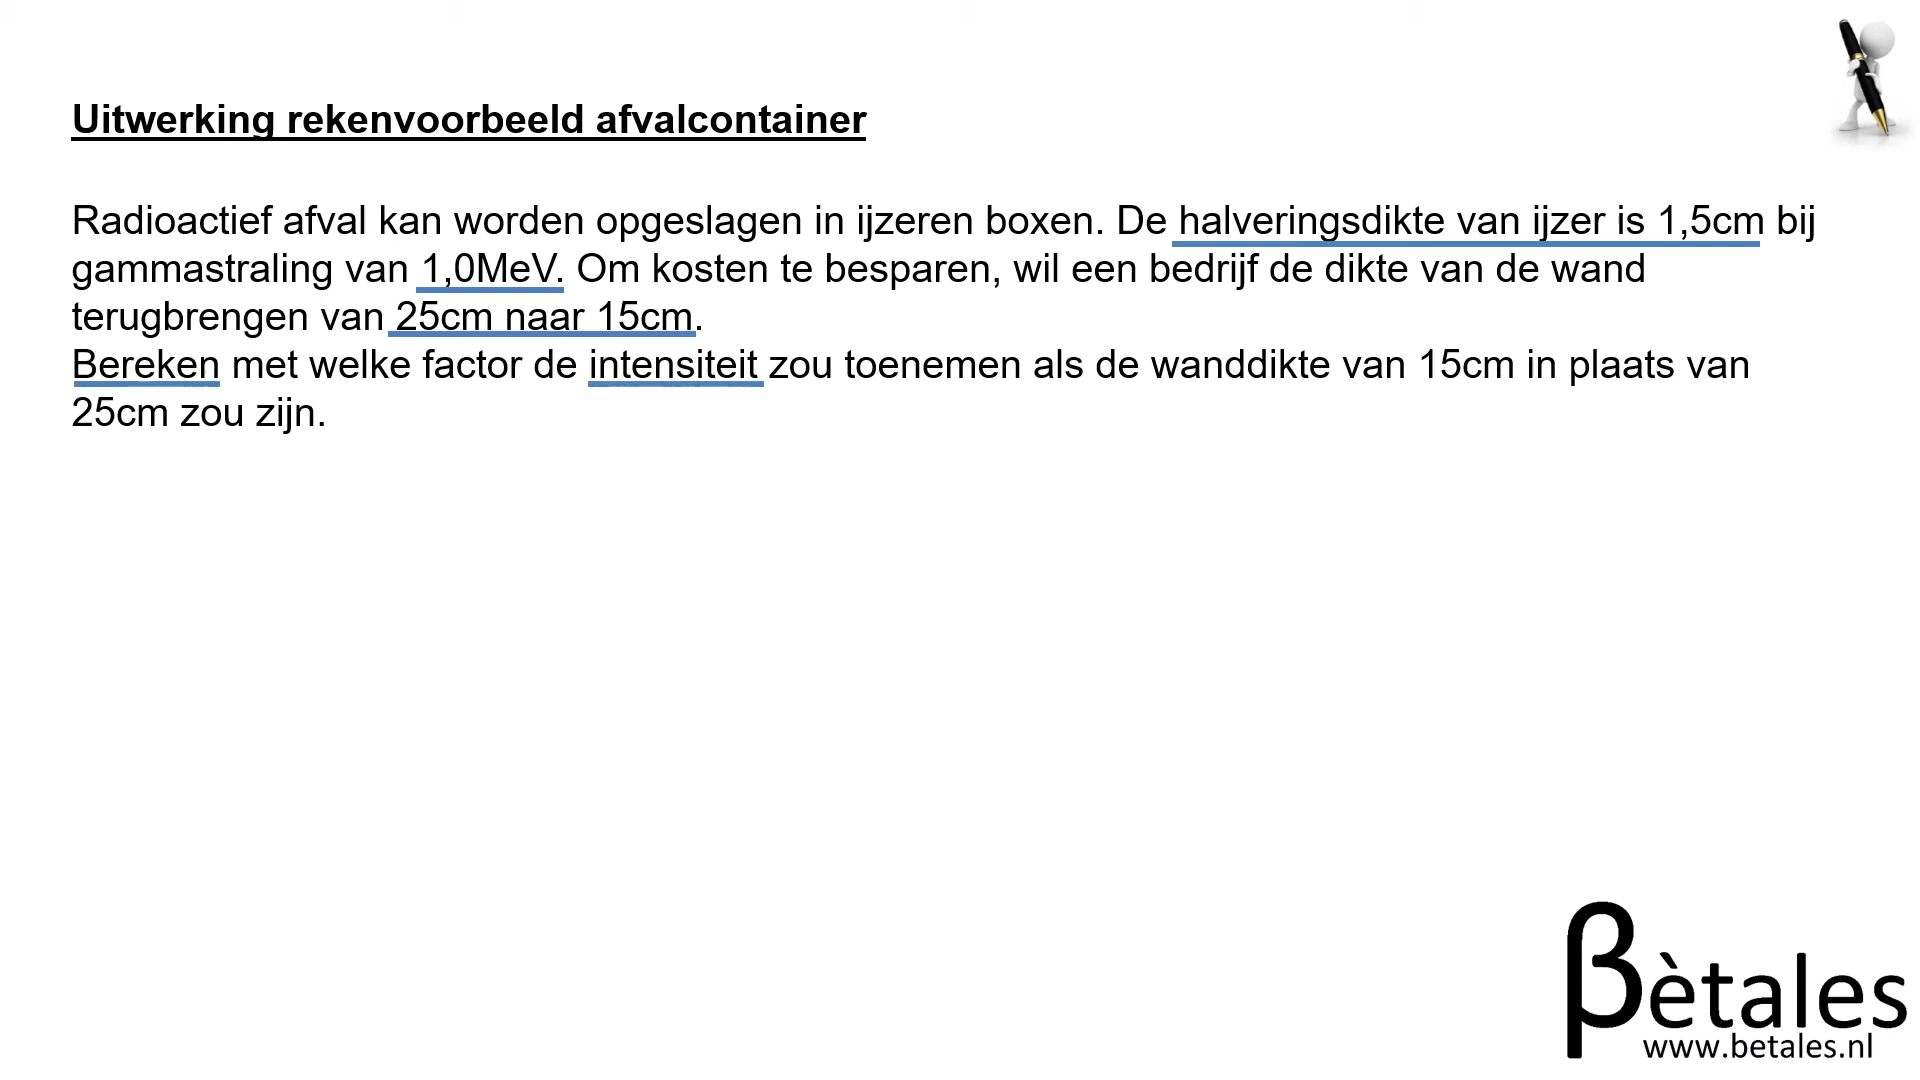 Uitwerking rekenvoorbeeld afvalcontainer
Radioactief afval kan worden opgeslagen in ijzeren boxen. De halveringsdikte van ijzer is 1,5cm bij
gammastraling van 1,0MeV. Om kosten te besparen, wil een bedrijf de dikte van de wand
terugbrengen van 25cm naar 15cm.
Bereken met welke factor de intensiteit zou toenemen als de wanddikte van 15cm in plaats van
25cm zou zijn.
βètales
www.betales.nl